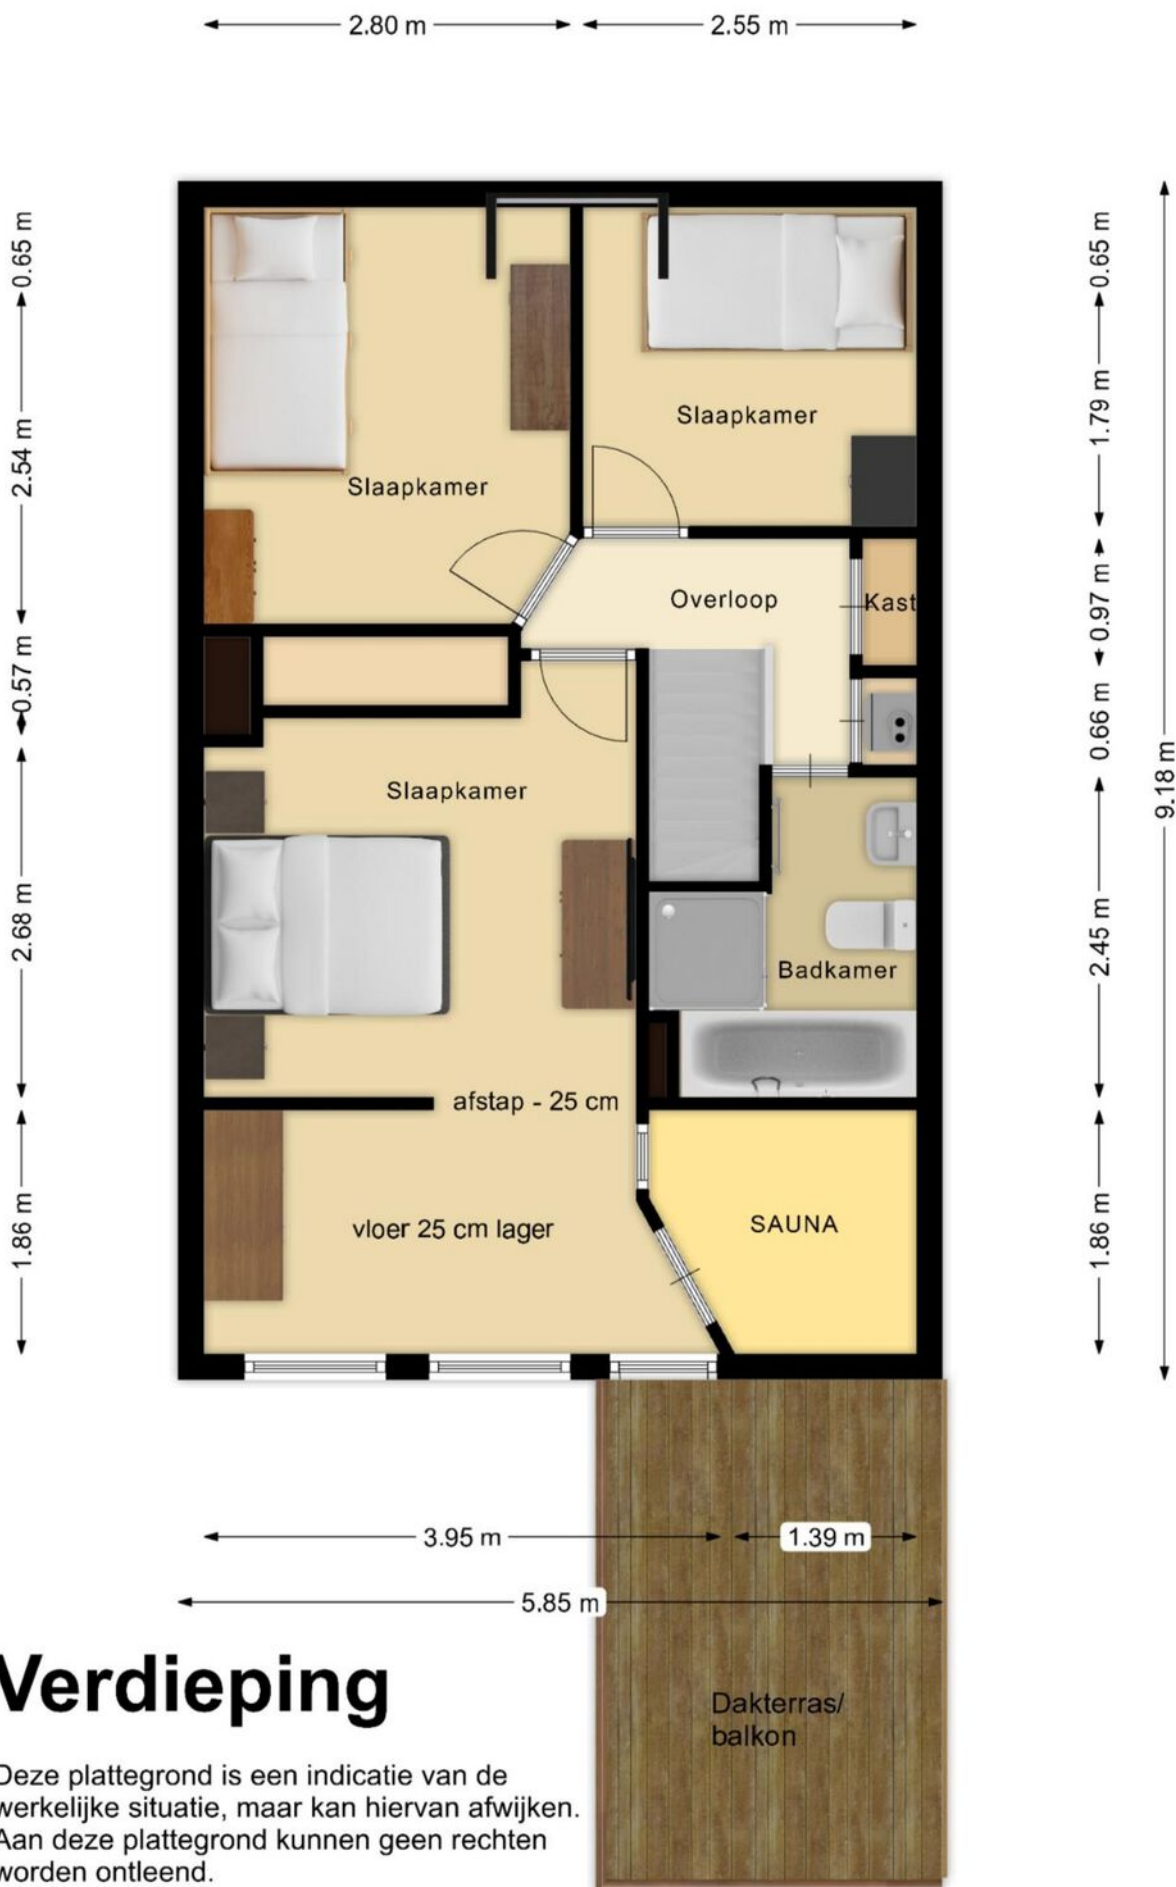 2.80 m
2.55 m
0.65 m
0.65 m
Slaapkamer
1.79 m
2.54 m
Slaapkamer
Overloop
Kast
0.97 m
0.57 m
0.66 m
9.18 m
Slaapkamer
2.68 m
2.45 m
Badkamer
afstap - 25 cm
1.86 m
vloer 25 cm lager
SAUNA
1.86 m
3.95 m
1.39 m
5.85 m
Verdieping
Dakterras/
balkon
Deze plattegrond is een indicatie van de
werkelijke situatie, maar kan hiervan afwijken.
Aan deze plattegrond kunnen geen rechten
worden ontleend.